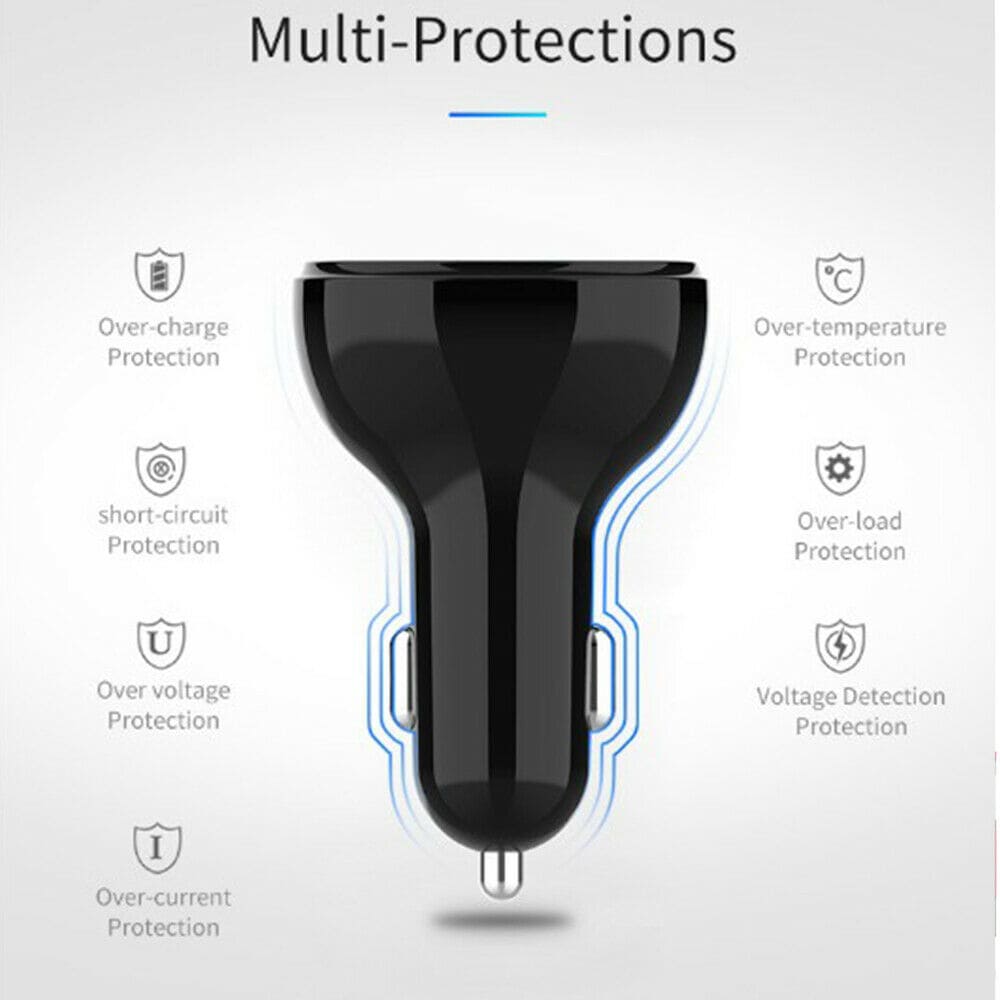 Multi-Protections
Over-charge
Protection
short-circuit
Protection
U
Over voltage
Protection
I
Over-current
Protection
°C
Over-temperature
Protection
Over-load
Protection
Voltage Detection
Protection